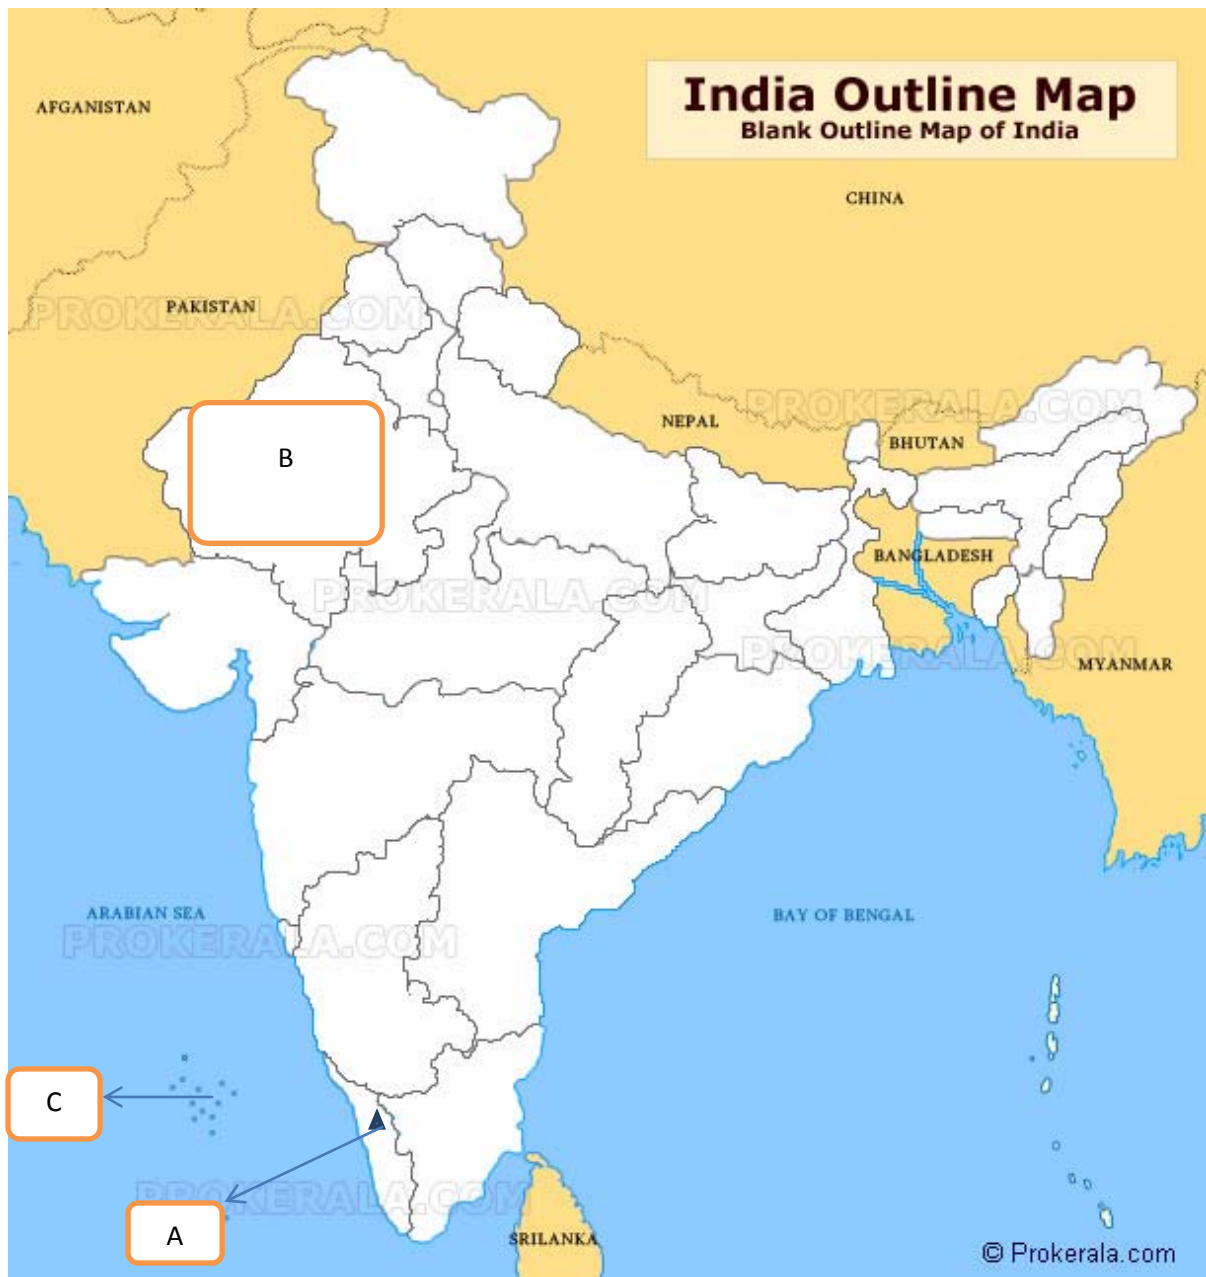 India Outline Map
Blank Outline Map of India
AFGANISTAN
CHINA
PAKISTAN
PROKERALA.COM
PROKERALA.COM
NEPAL
BHUTAN
B
BANGLADESH
PROKERALA.COM
PROKERALA.COM
MYANMAR
ARABIAN SEA
BAY OF BENGAL
PROKERALA.COM
C
PROKERALA.COM
A
SRILANKA
© Prokerala.com